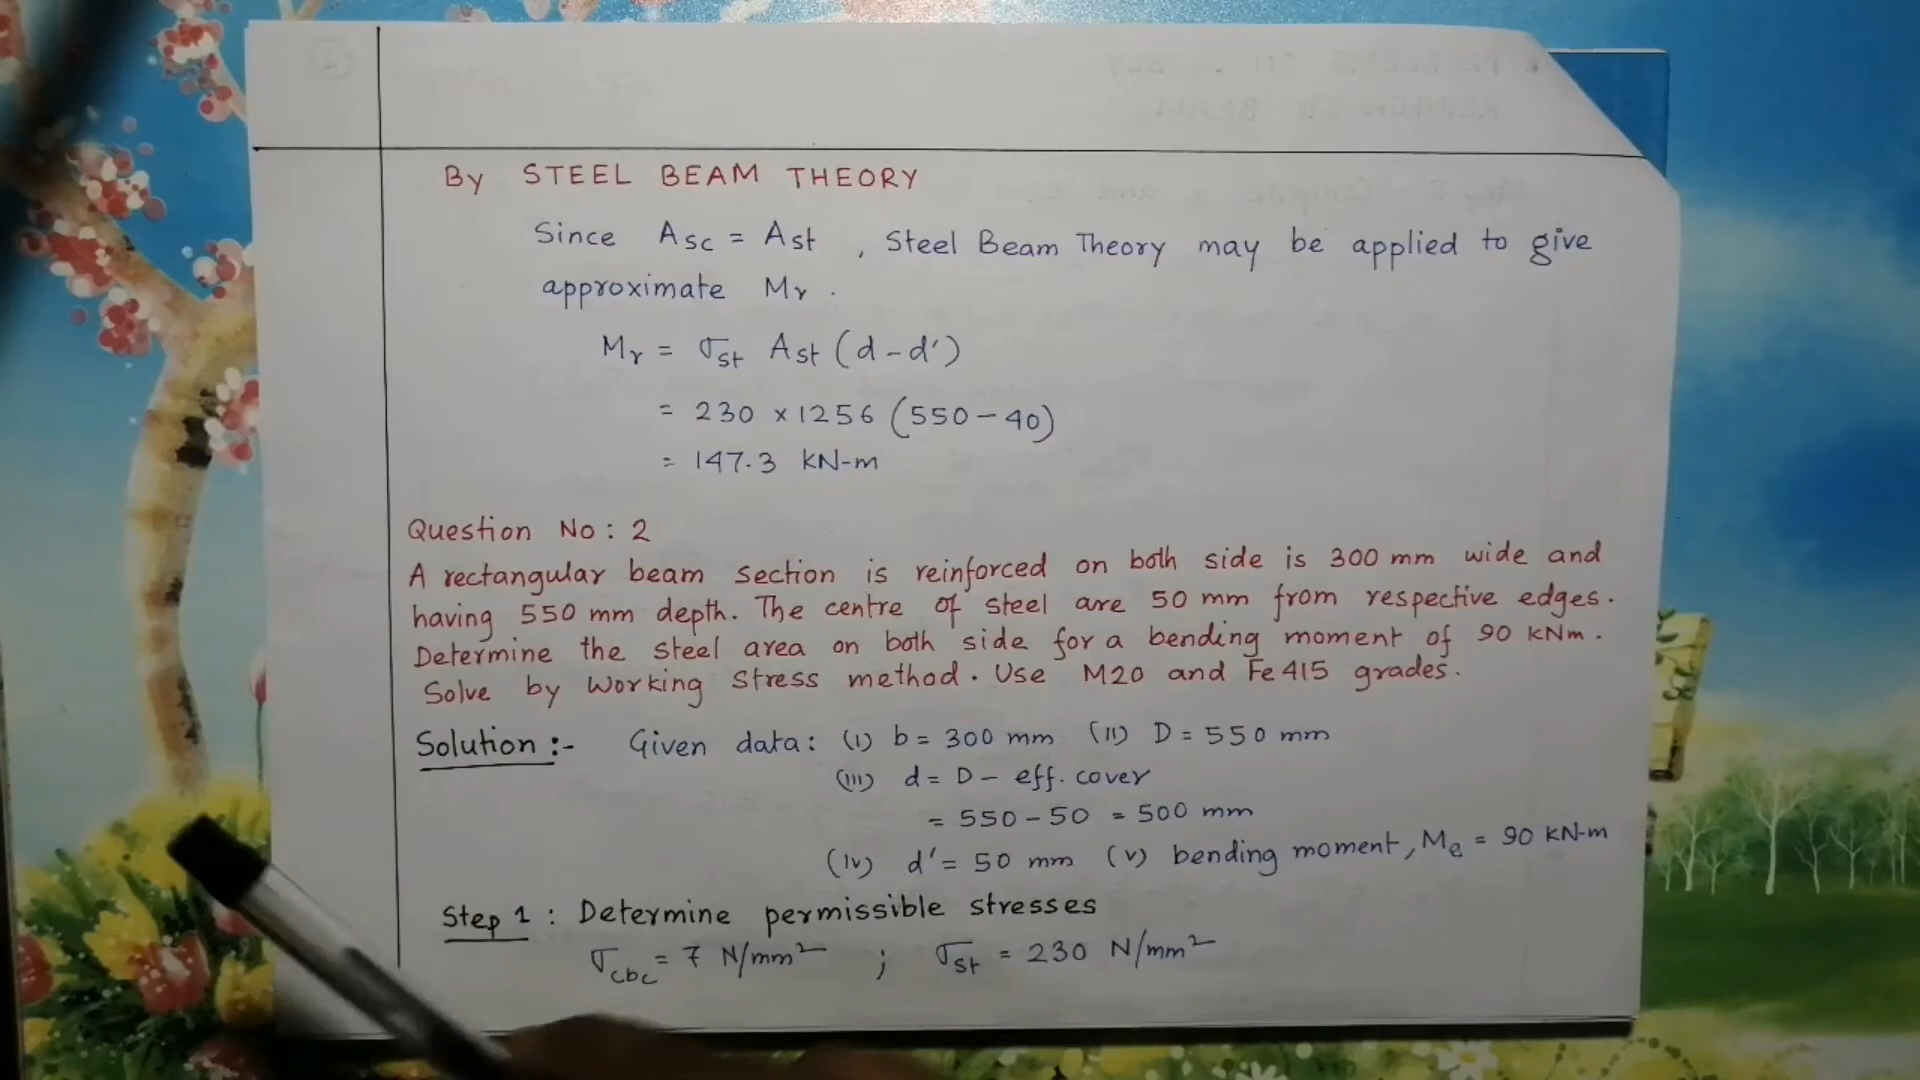 By STEEL BEAM THEORY
Since Asc = Ast , Steel Beam Theory may be applied to give
approximate Mr .
Mr = σst Ast (d - d')
= 230 × 1256 (550 - 40)
= 147.3 KN-m
Question No : 2
A rectangular beam section is reinforced on both side is 300 mm wide and
having 550 mm depth. The centre of steel are 50 mm from respective edges.
Determine the steel area on both side for a bending moment of 90 kNm.
Solve by Working stress method. Use M20 and Fe 415 grades.
Solution :- Given data : (I) b = 300 mm (II) D = 550 mm
(III) d = D - eff. cover
= 550 - 50 = 500 mm
(IV) d' = 50 mm (V) bending moment, Me = 90 KN-m
Step 1 : Determine permissible stresses
σcbc = 7 N/mm² ; σst = 230 N/mm²